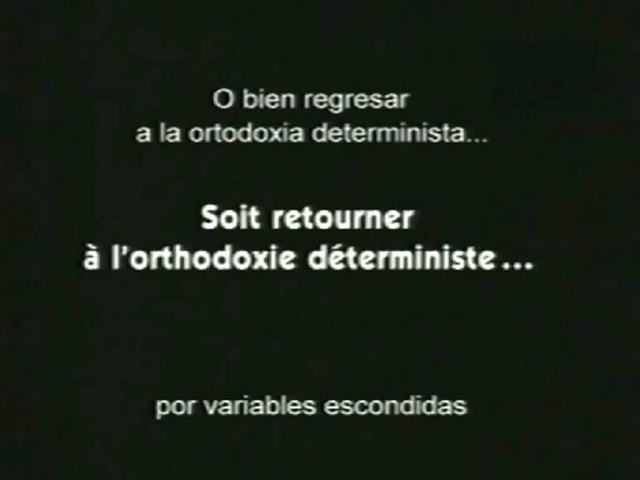 O bien regresar
a la ortodoxia determinista...
Soit retourner
à l'orthodoxie déterministe...
por variables escondidas